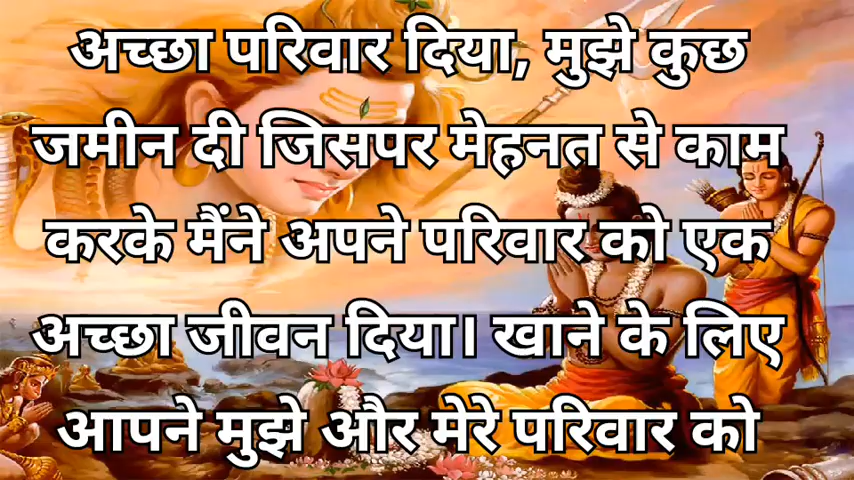 अच्छा परिवार दिया, मुझे कुछ
जमीन दी जिसपर मेहनत से काम
करके मैंने अपने परिवार को एक
अच्छा जीवन दिया। खाने के लिए
आपने मुझे और मेरे परिवार को